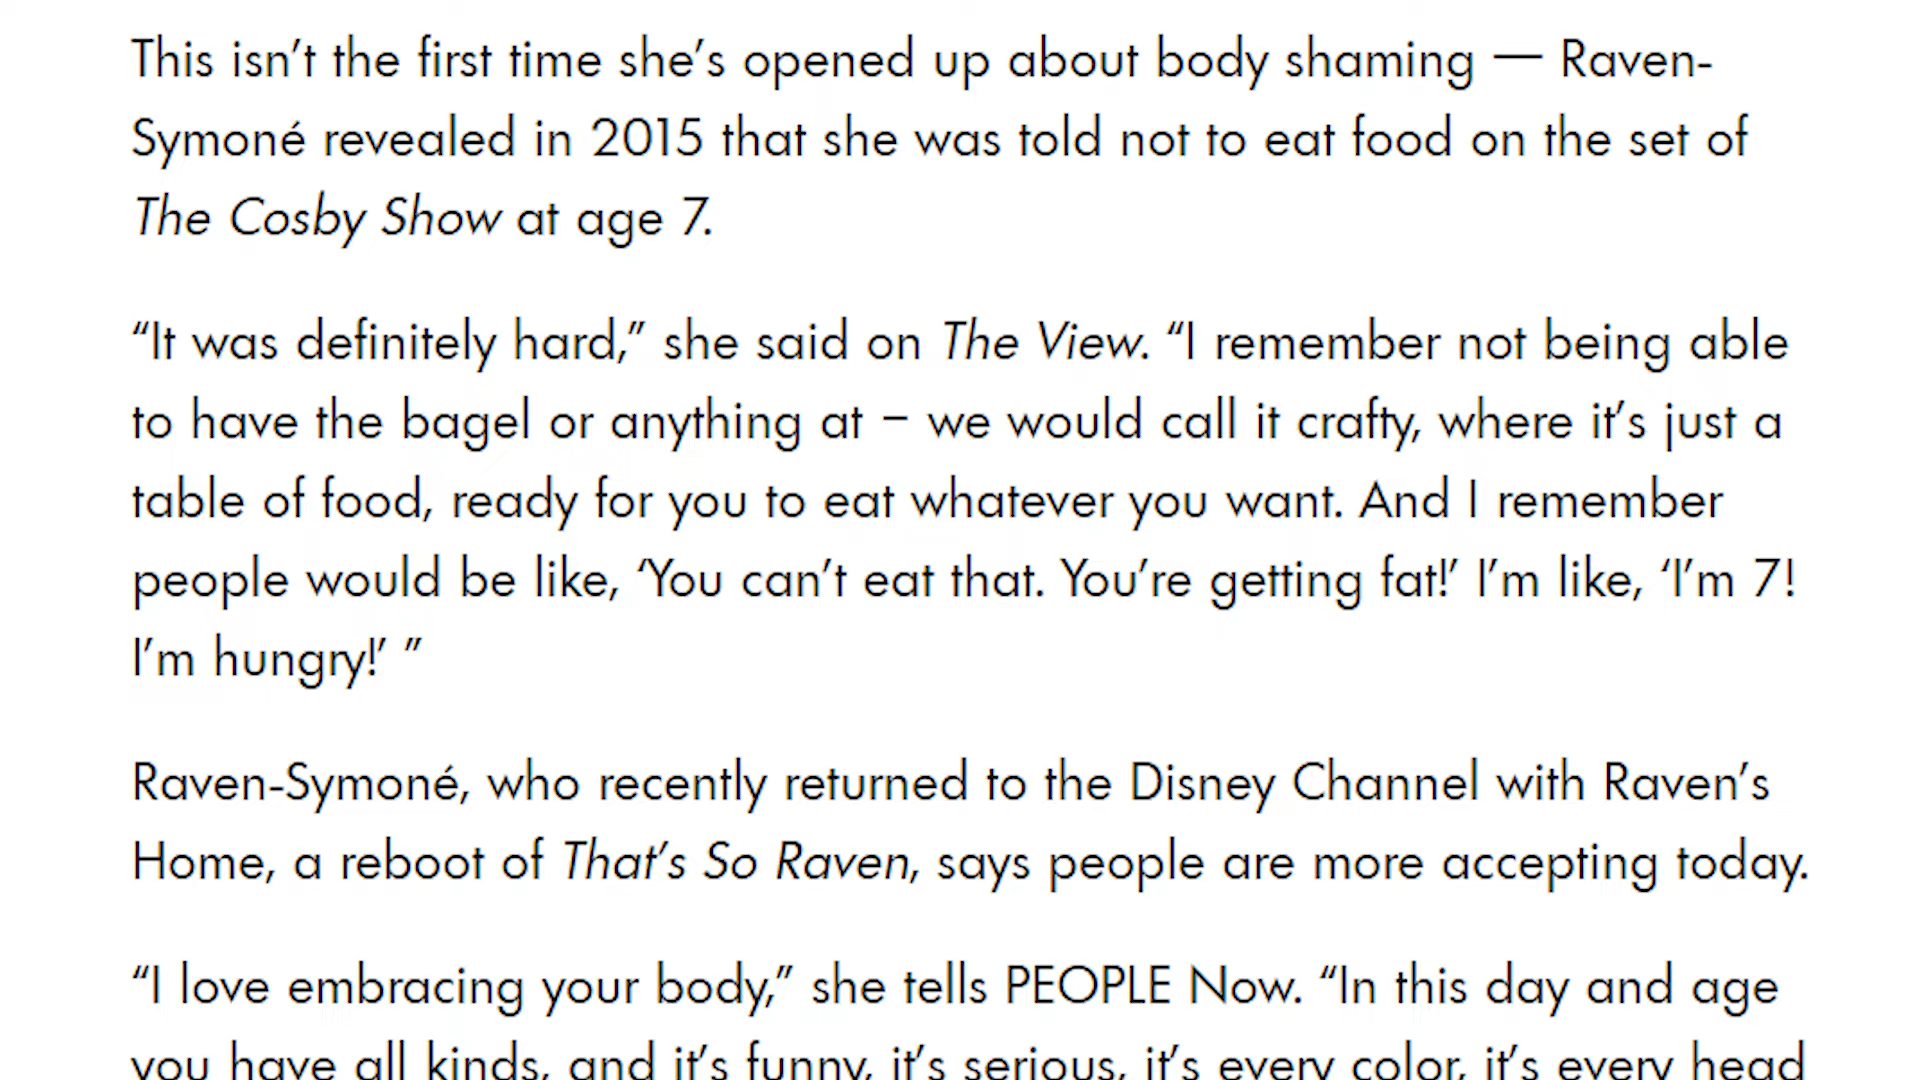 This isn’t the first time she’s opened up about body shaming — Raven-
Symoné revealed in 2015 that she was told not to eat food on the set of
The Cosby Show at age 7.
“It was definitely hard,” she said on The View. “I remember not being able
to have the bagel or anything at – we would call it crafty, where it’s just a
table of food, ready for you to eat whatever you want. And I remember
people would be like, ‘You can’t eat that. You’re getting fat!’ I’m like, ‘I’m 7!
I’m hungry!’ ”
Raven-Symoné, who recently returned to the Disney Channel with Raven’s
Home, a reboot of That’s So Raven, says people are more accepting today.
“I love embracing your body,” she tells PEOPLE Now. “In this day and age
you have all kinds, and it’s funny, it’s serious, it’s every color, it’s every head